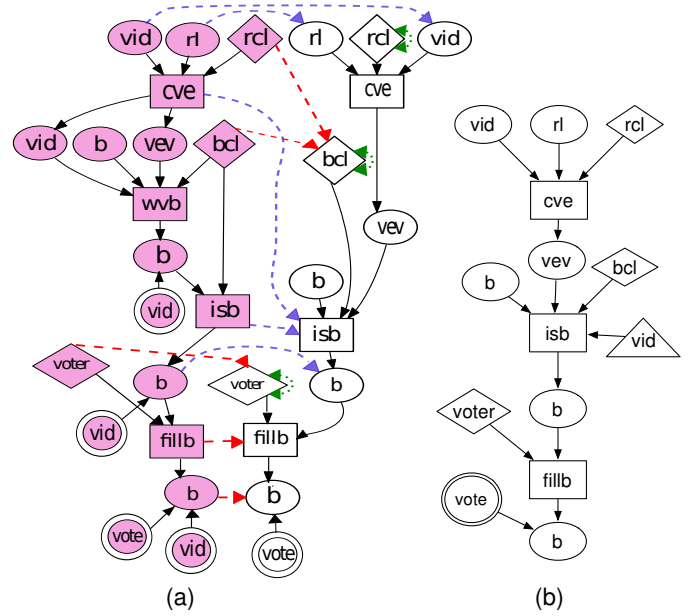 vid rl rcl rl rcl vid
cve cve
vid b vev bcl bcl
wvb
vev
b
b
vid isb isb
voter b voter b
vid
fillb fillb
b b
vote vid vote
vid rl rcl
cve
vev bcl
b
isb vid
voter b
fillb
vote
b
(a) (b)